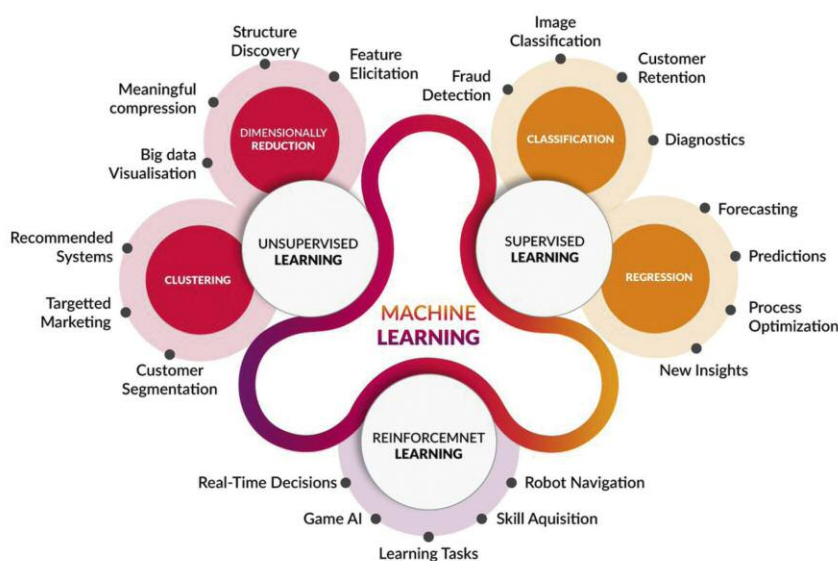 Structure
Discovery
Feature
Elicitation
Meaningful
compression
Big data
Visualisation
DIMENSIONALLY
REDUCTION
Recommended
Systems
Targetted
Marketing
Customer
Segmentation
CLUSTERING
UNSUPERVISED
LEARNING
MACHINE
LEARNING
Image
Classification
Fraud
Detection
Customer
Retention
Diagnostics
CLASSIFICATION
SUPERVISED
LEARNING
Forecasting
Predictions
Process
Optimization
New Insights
REGRESSION
REINFORCEMNET
LEARNING
Real-Time Decisions
Game AI
Learning Tasks
Skill Aquisition
Robot Navigation